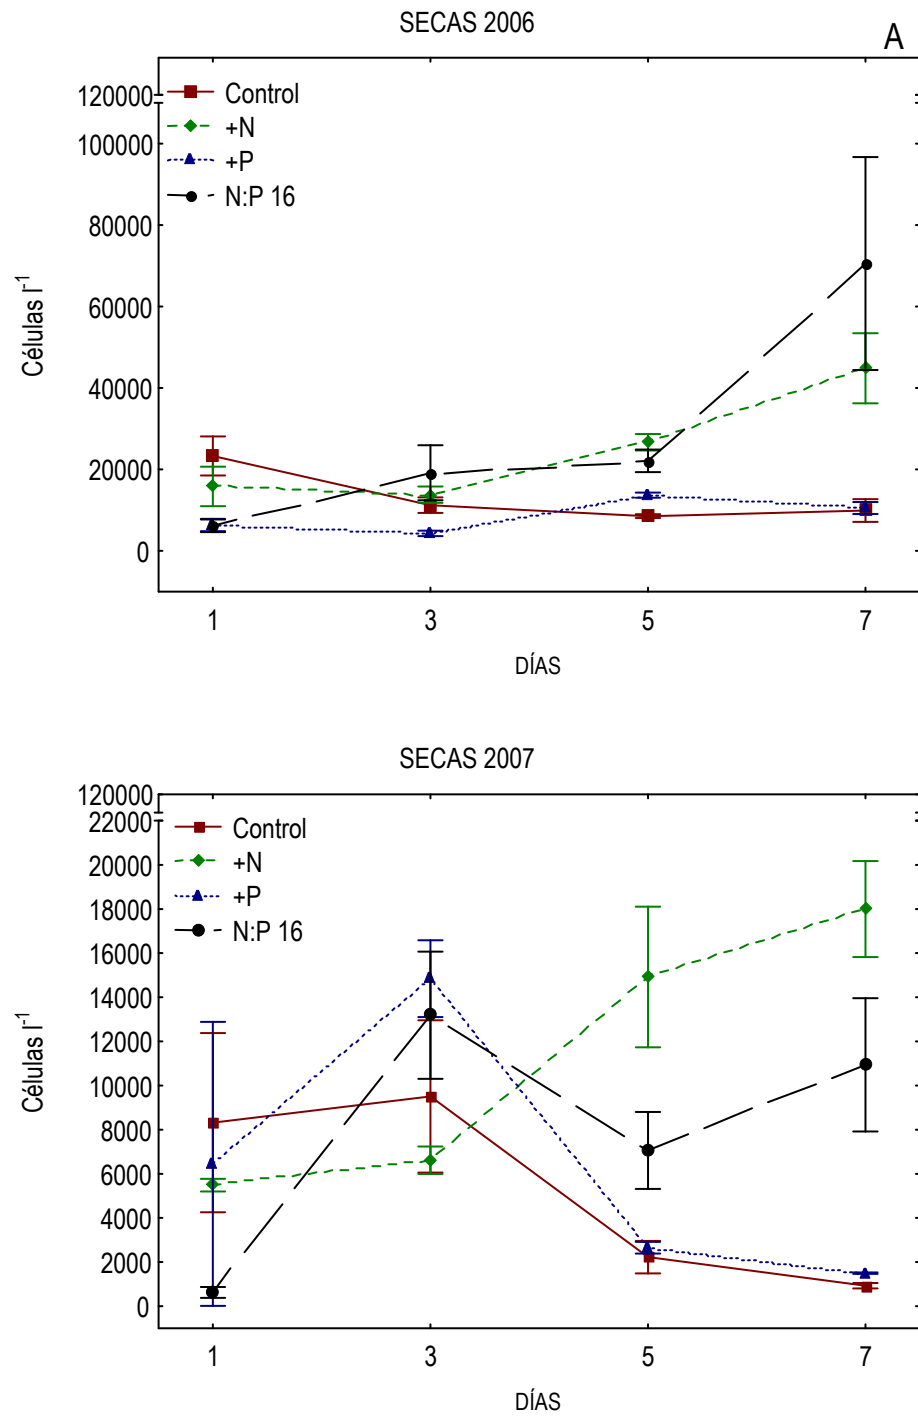 SECAS 2006
A
Control
+N
+P
N:P 16
120000
100000
80000
60000
40000
20000
0
Células l⁻¹
1 3 5 7
DÍAS
SECAS 2007
Control
+N
+P
N:P 16
120000
22000
20000
18000
16000
14000
12000
10000
8000
6000
4000
2000
0
Células l⁻¹
1 3 5 7
DÍAS